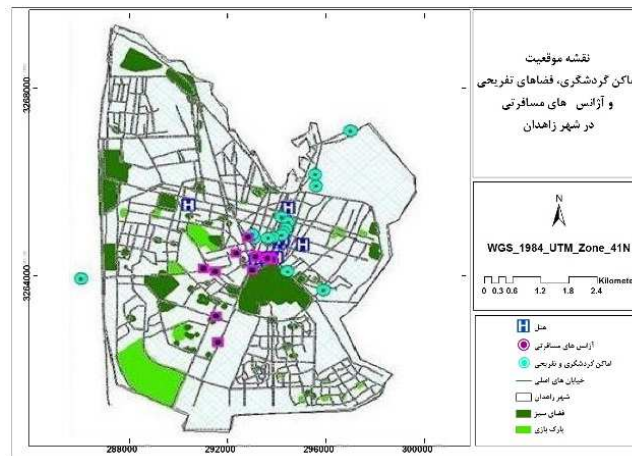 نقشه موقعیت
اماکن گردشگری، فضاهای تفریحی
و آژانس های مسافرتی
در شهر زاهدان
3268000
3264000
288000
292000
296000
300000
N
WGS_1984_UTM_Zone_41N
Kilomete
0 0.3 0.6 1.2 1.8 2.4
H هتل
آژانس های مسافرتی
اماکن گردشگری و تفریحی
خیابان های اصلی
شهر زاهدان
فضای سبز
پارک بازی
H
H
H